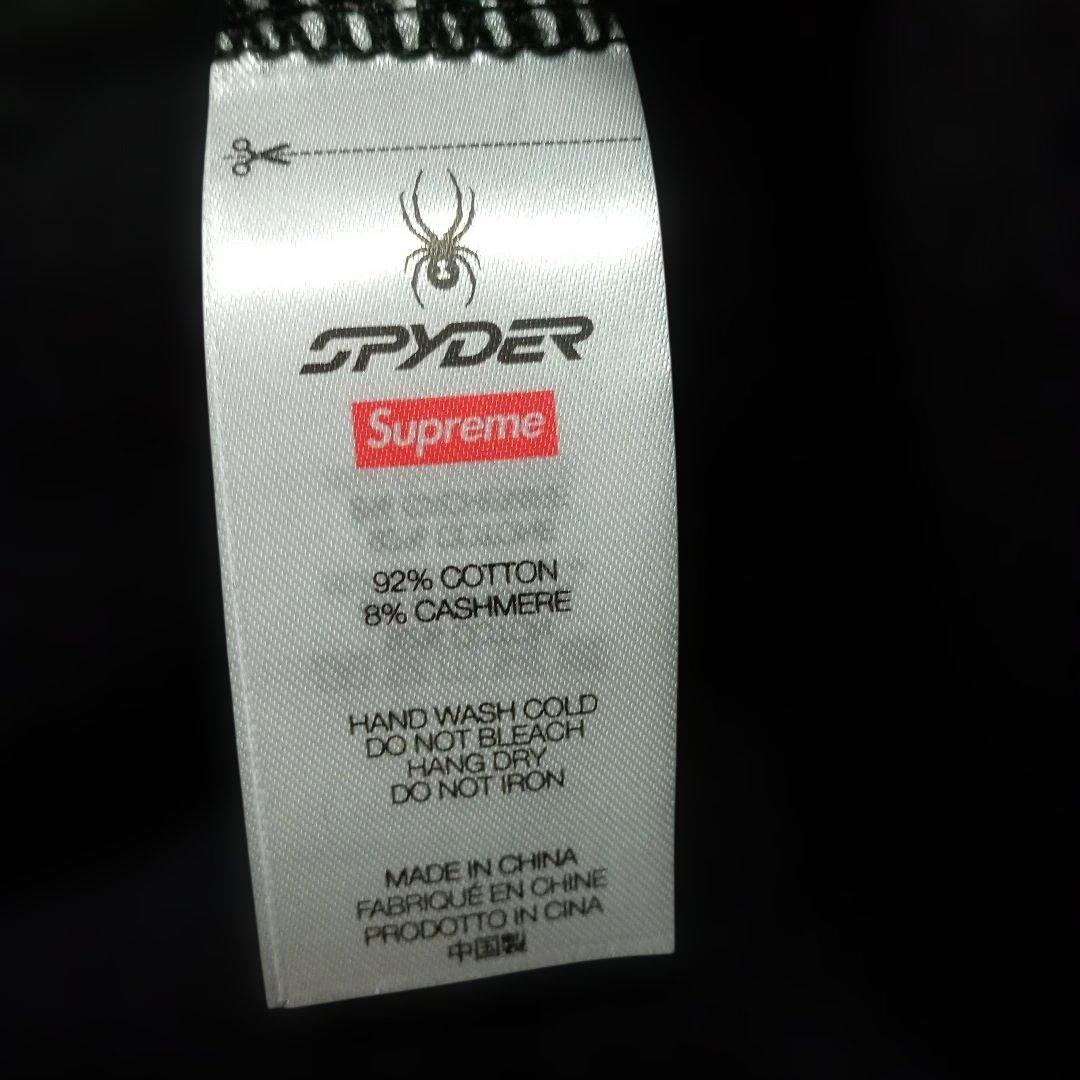 SPYDER
Supreme
92% COTTON
8% CASHMERE
HAND WASH COLD
DO NOT BLEACH
HANG DRY
DO NOT IRON
MADE IN CHINA
FABRIQUÉ EN CHINE
PRODOTTO IN CINA
中国製